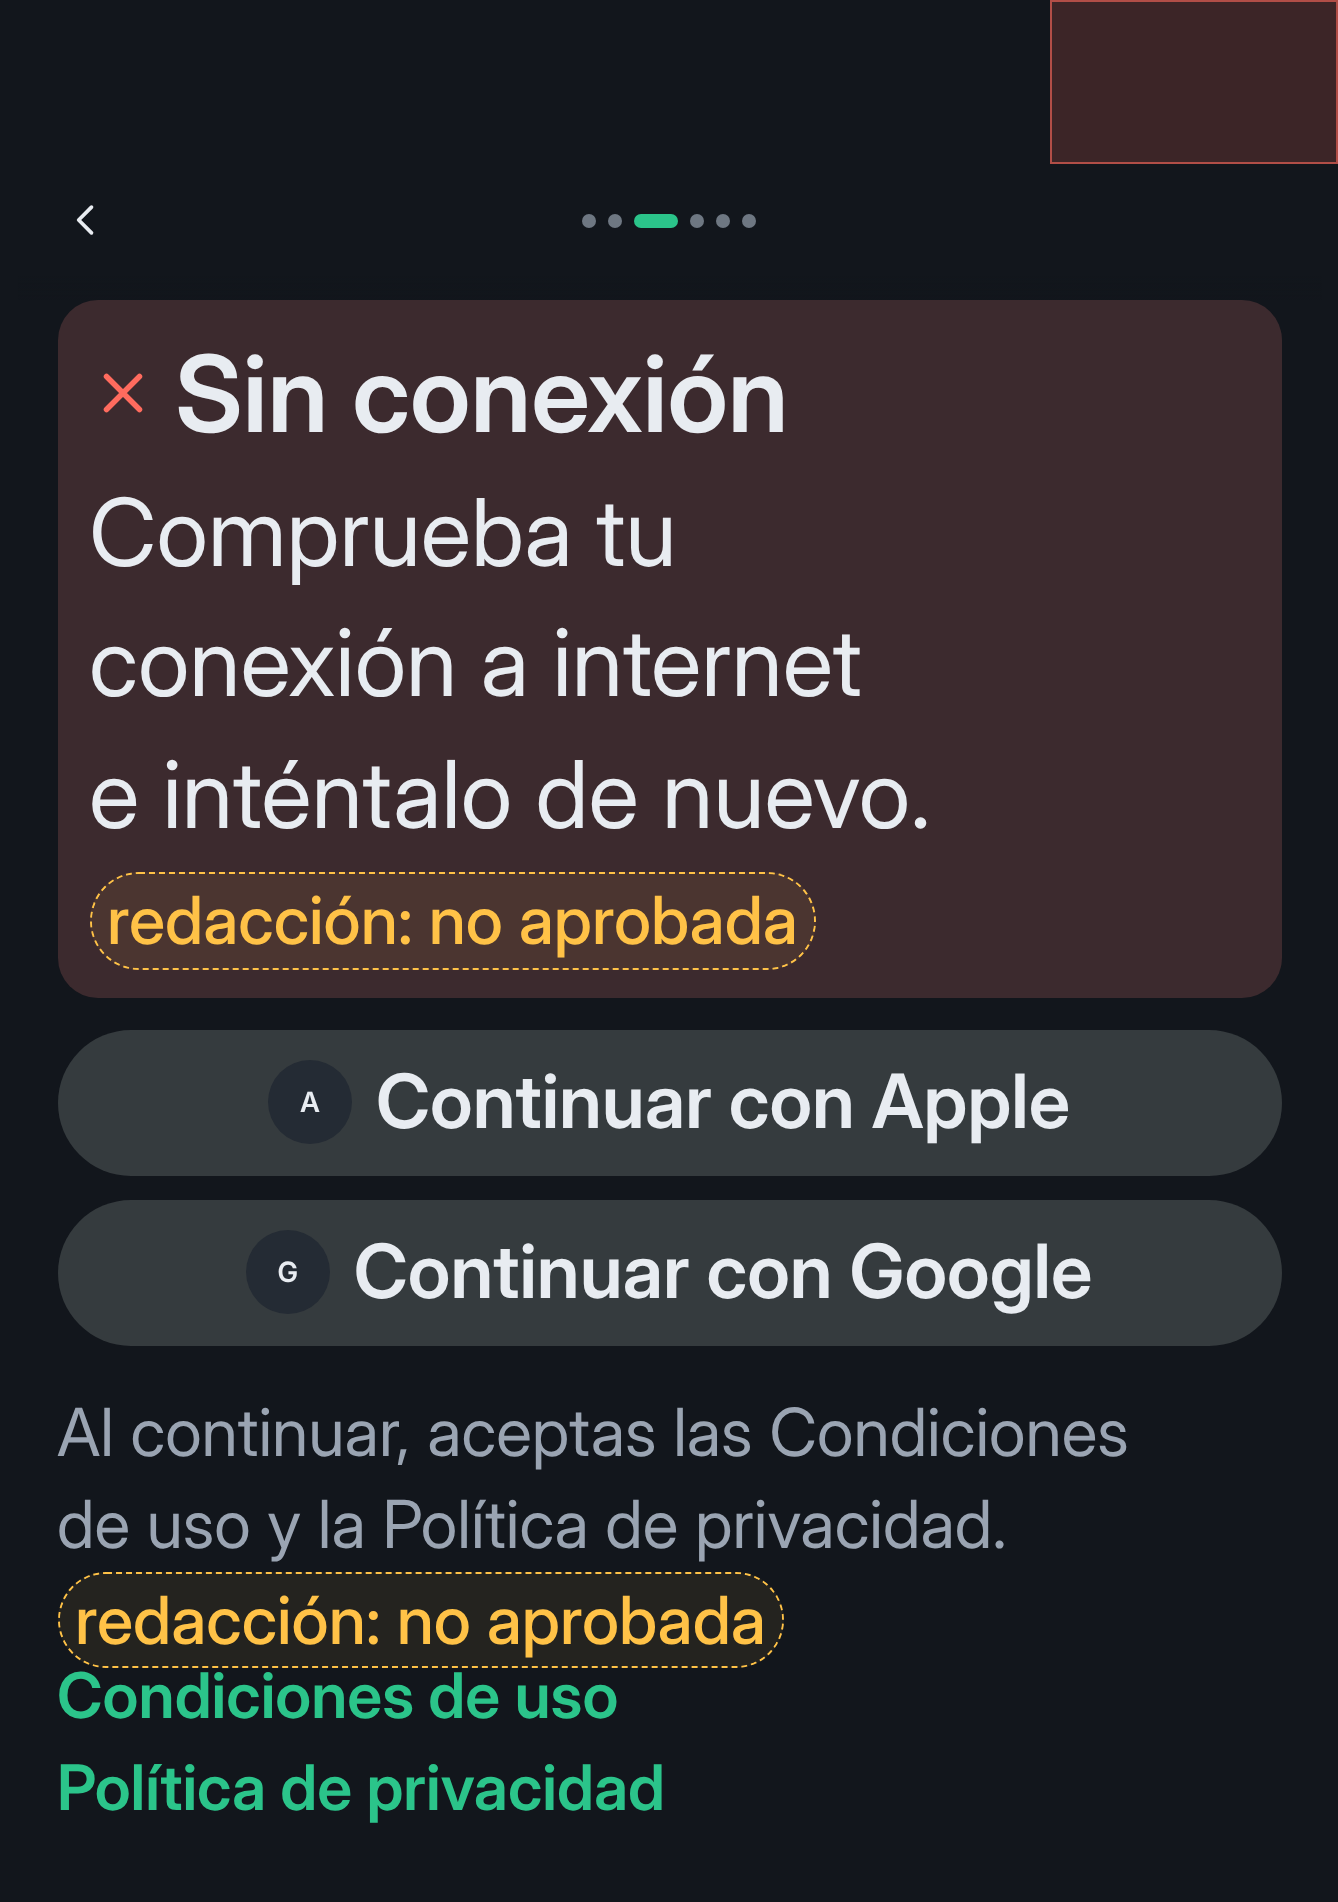 Sin conexión
Comprueba tu
conexión a internet
e inténtalo de nuevo.
redacción: no aprobada
A Continuar con Apple
G Continuar con Google
Al continuar, aceptas las Condiciones
de uso y la Política de privacidad.
redacción: no aprobada
Condiciones de uso
Política de privacidad